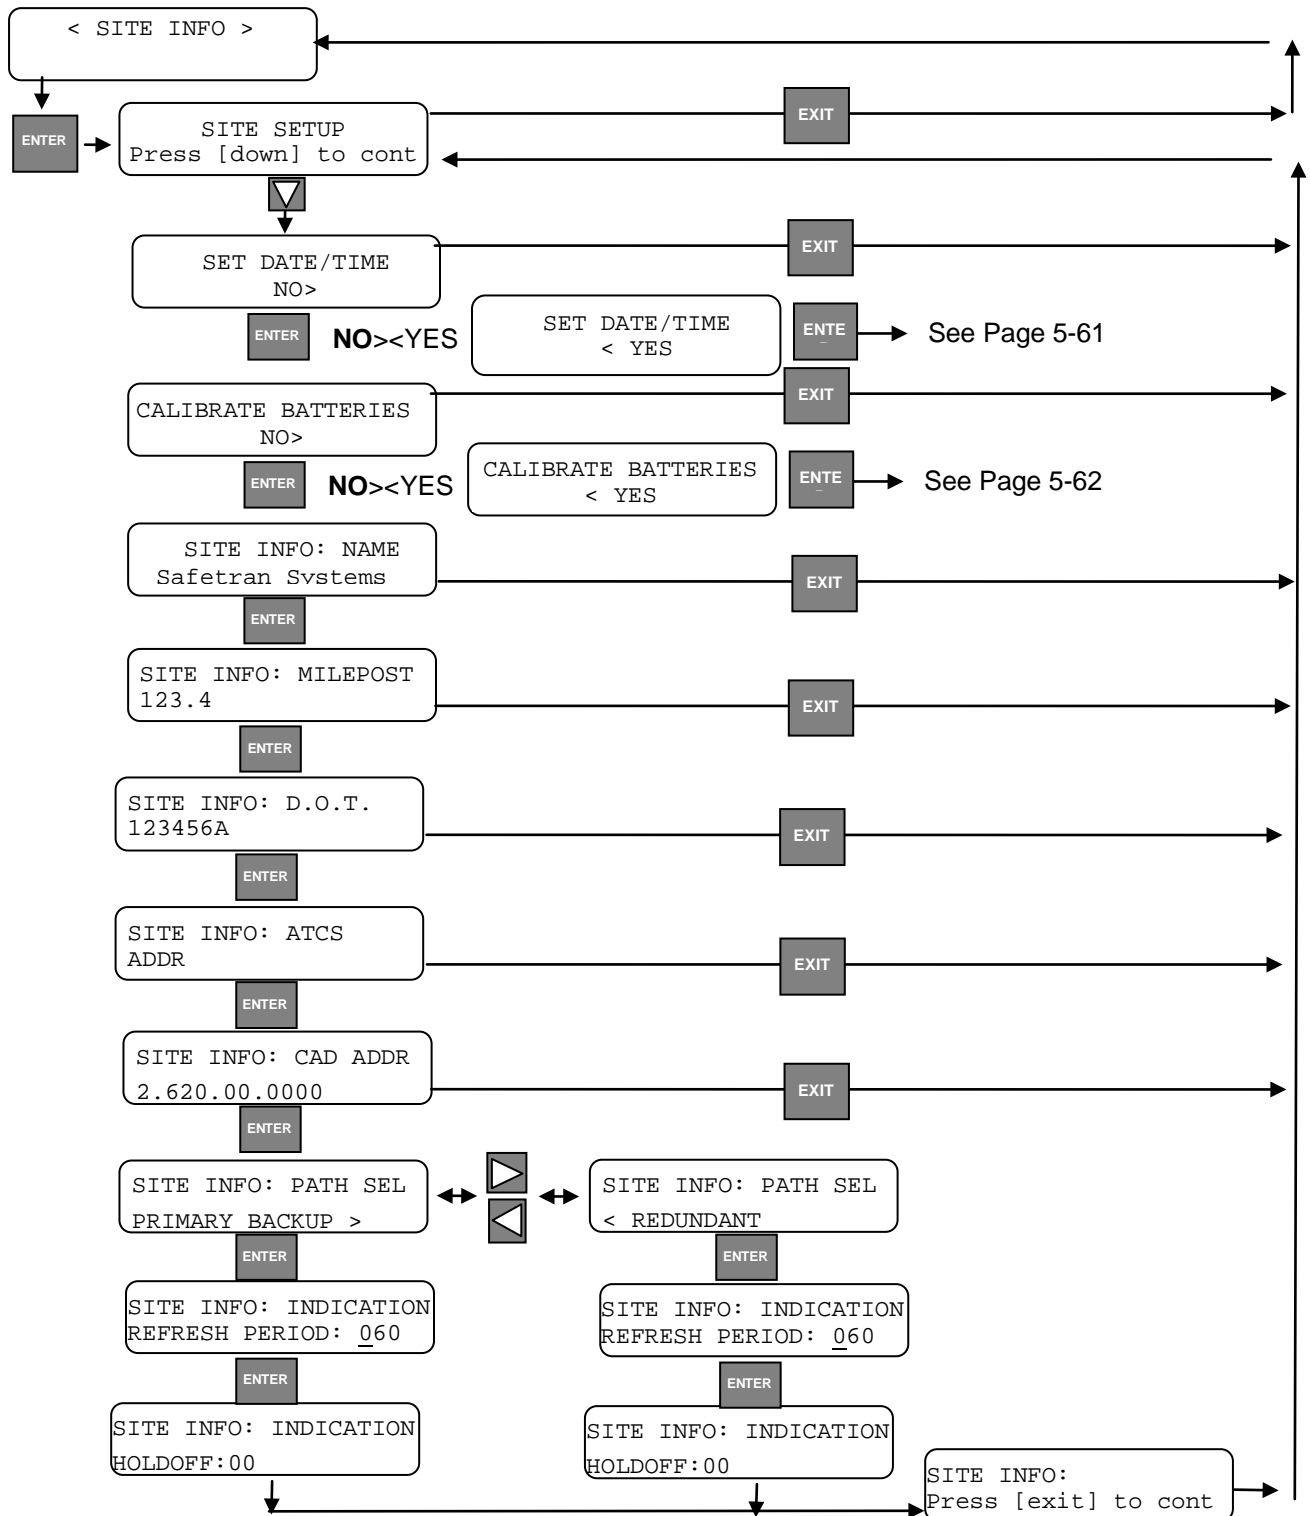 < SITE INFO >
ENTER
SITE SETUP
Press [down] to cont
EXIT
SET DATE/TIME
NO>
EXIT
ENTER
NO><YES
SET DATE/TIME
< YES
ENTE
See Page 5-61
CALIBRATE BATTERIES
NO>
EXIT
ENTER
NO><YES
CALIBRATE BATTERIES
< YES
ENTE
See Page 5-62
SITE INFO: NAME
Safetran Systems
EXIT
ENTER
SITE INFO: MILEPOST
123.4
EXIT
ENTER
SITE INFO: D.O.T.
123456A
EXIT
ENTER
SITE INFO: ATCS
ADDR
EXIT
ENTER
SITE INFO: CAD ADDR
2.620.00.0000
EXIT
ENTER
SITE INFO: PATH SEL
PRIMARY BACKUP >
SITE INFO: PATH SEL
< REDUNDANT
ENTER
ENTER
SITE INFO: INDICATION
REFRESH PERIOD: 060
SITE INFO: INDICATION
REFRESH PERIOD: 060
ENTER
ENTER
SITE INFO: INDICATION
HOLDOFF:00
SITE INFO: INDICATION
HOLDOFF:00
SITE INFO:
Press [exit] to cont